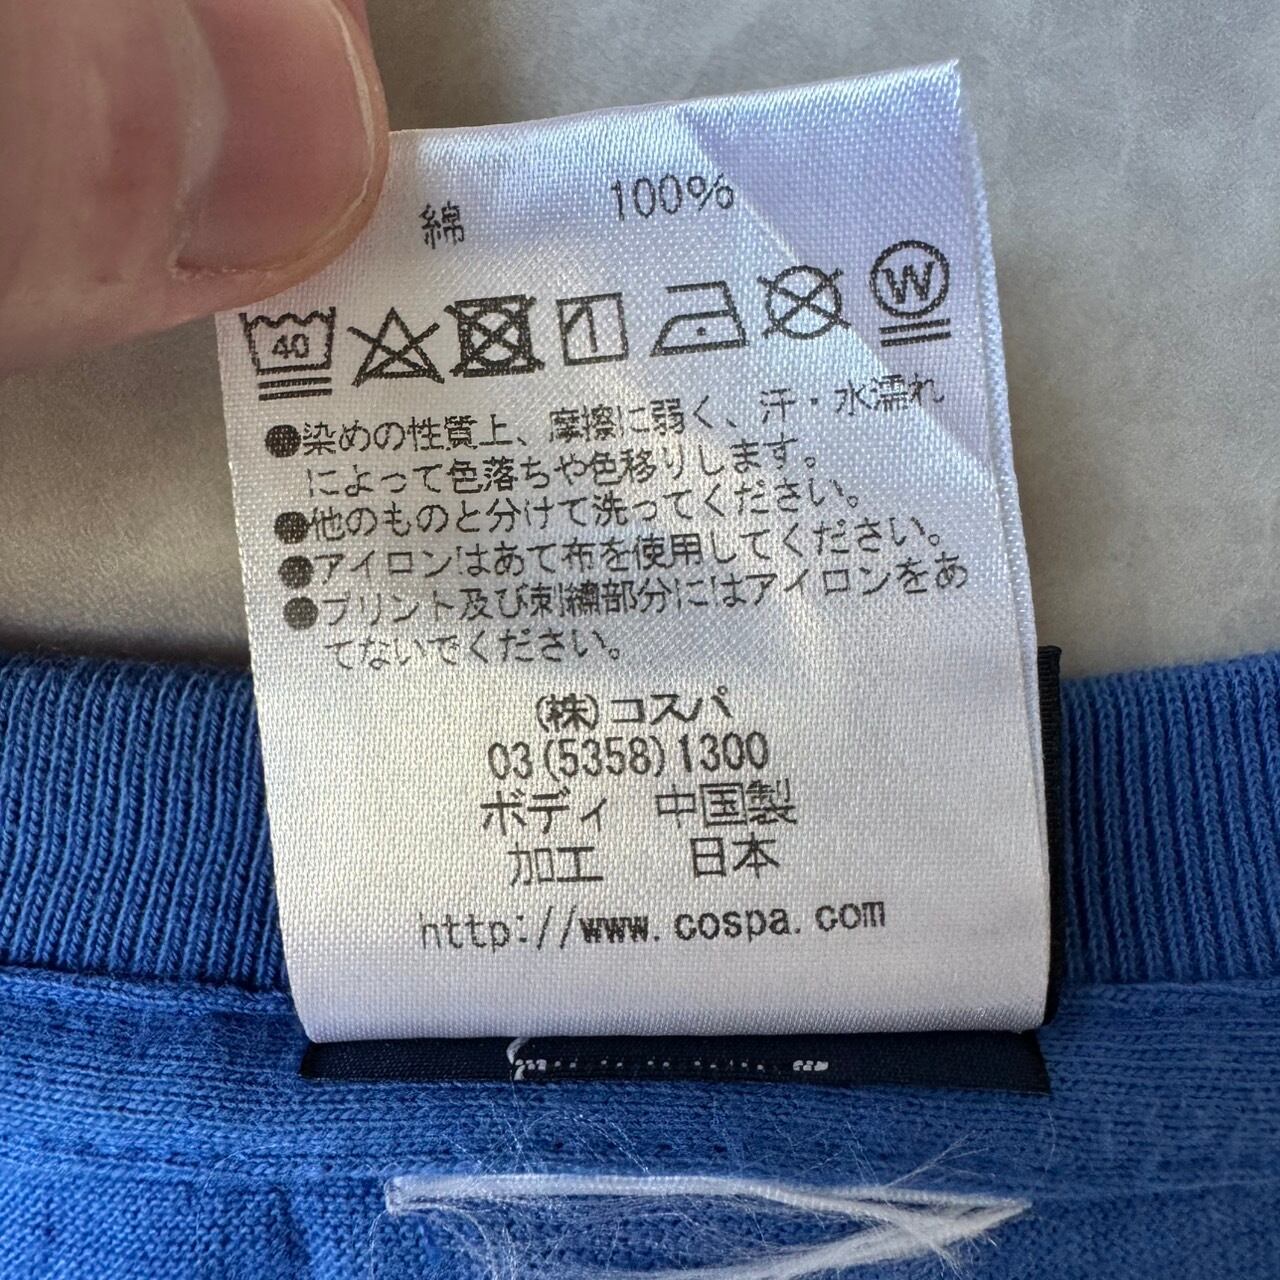 綿 100%
40
W
●染めの性質上、摩擦に弱く、汗・水濡れ
によって色落ちや色移りします。
●他のものと分けて洗ってください。
●アイロンはあて布を使用してください。
●プリント及び刺繍部分にはアイロンをあ
てないでください。
(株)コスパ
03(5358)1300
ボディ 中国製
加工 日本
http://www.cospa.com